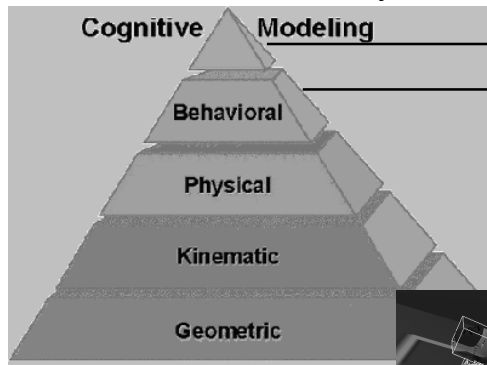 Cognitive Modeling
Behavioral
Physical
Kinematic
Geometric